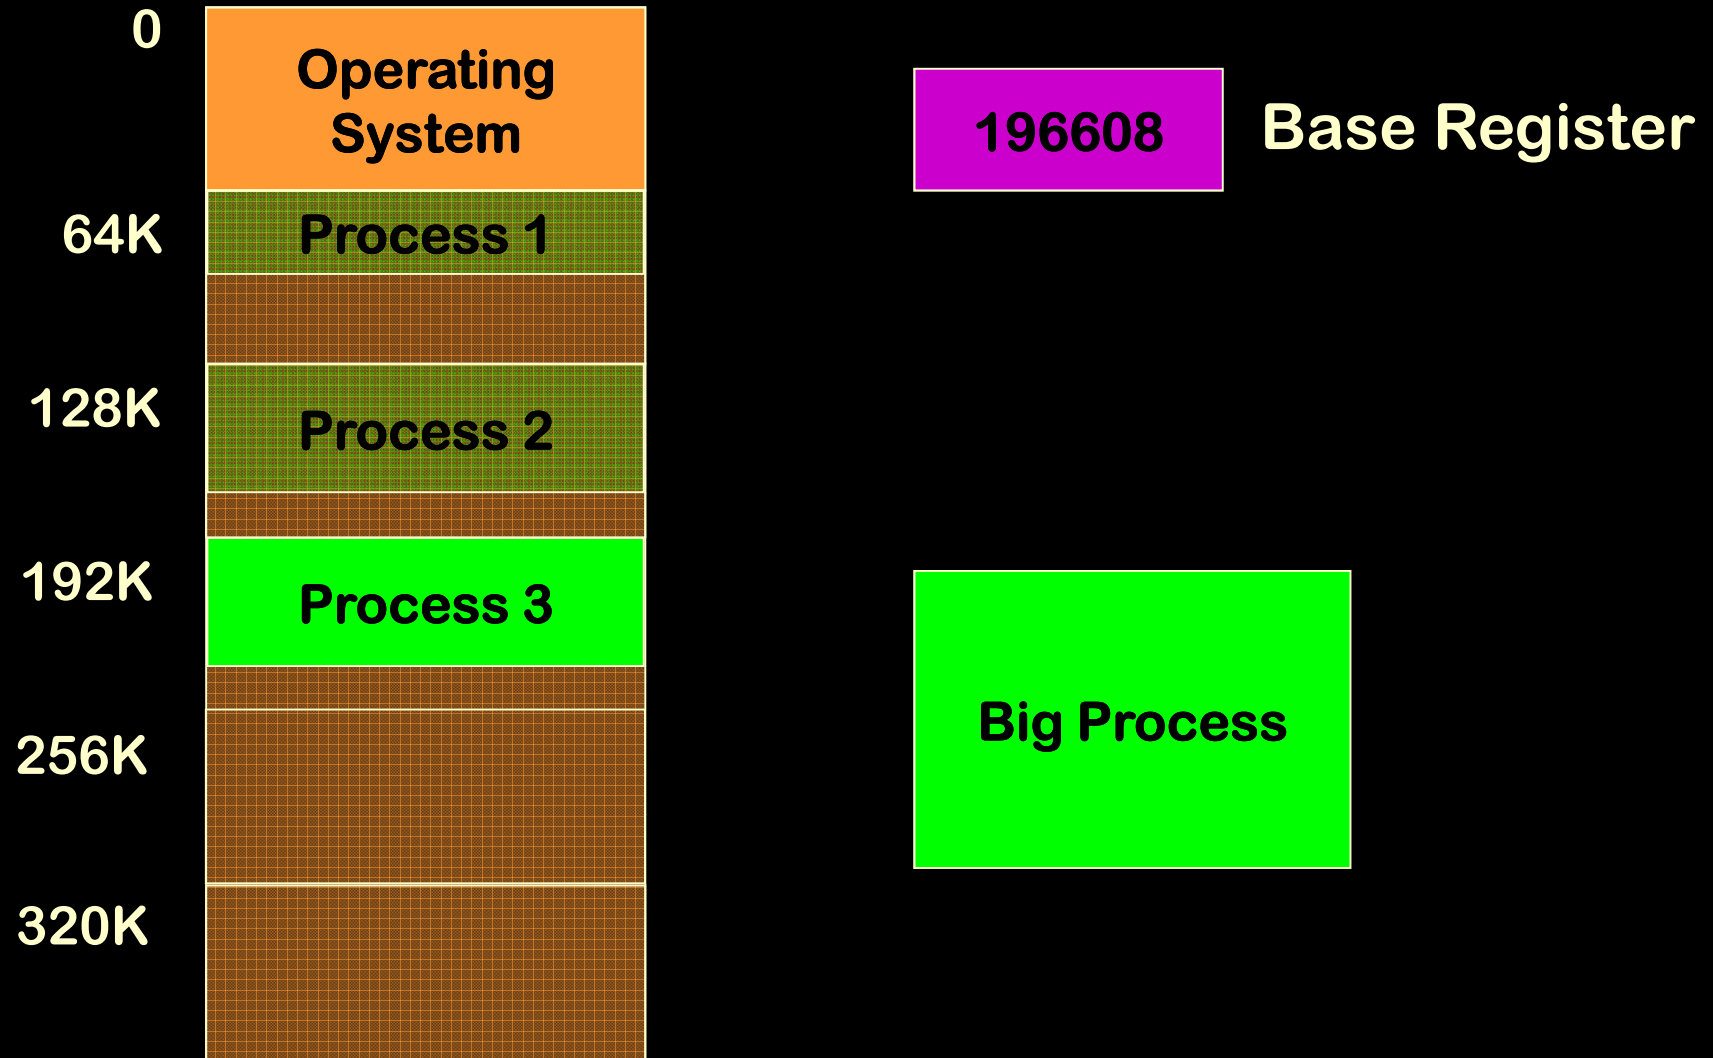 0
Operating
System
196608
Base Register
64K
Process 1
128K
Process 2
192K
Process 3
Big Process
256K
320K